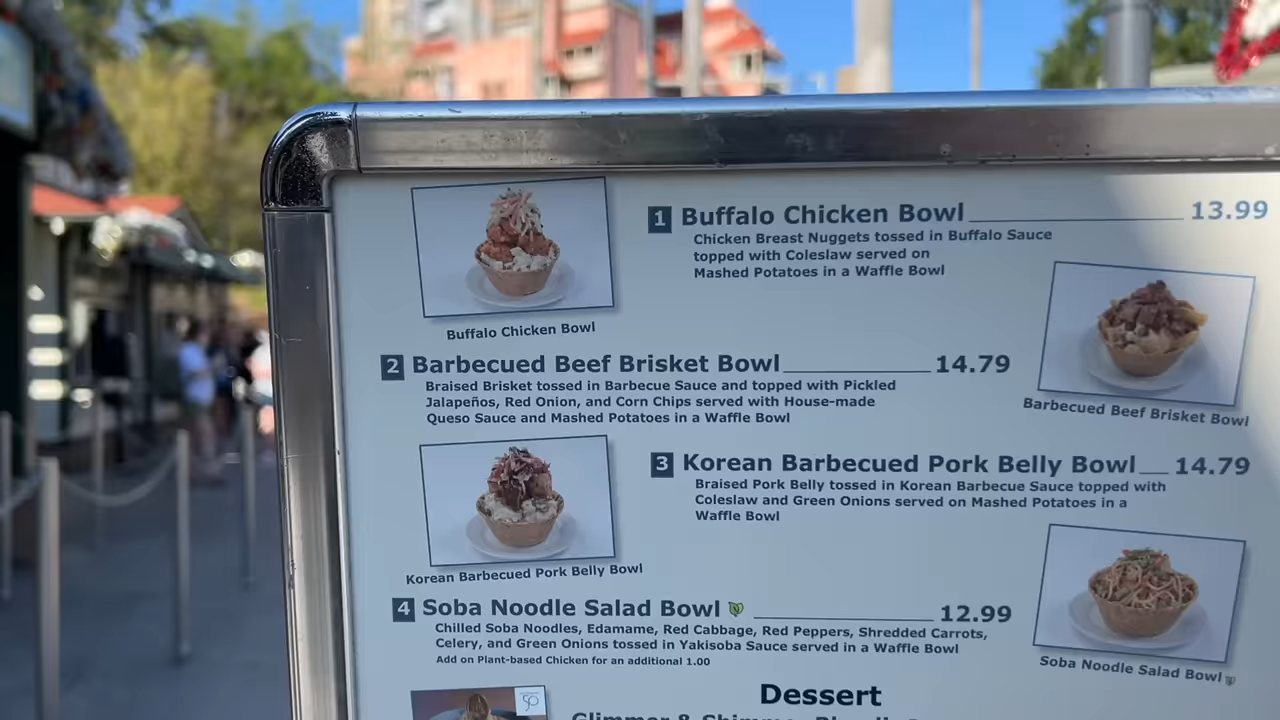 1 Buffalo Chicken Bowl 13.99
Chicken Breast Nuggets tossed in Buffalo Sauce
topped with Coleslaw served on
Mashed Potatoes in a Waffle Bowl
Buffalo Chicken Bowl
2 Barbecued Beef Brisket Bowl 14.79
Braised Brisket tossed in Barbecue Sauce and topped with Pickled
Jalapeños, Red Onion, and Corn Chips served with House-made
Queso Sauce and Mashed Potatoes in a Waffle Bowl
Barbecued Beef Brisket Bowl
3 Korean Barbecued Pork Belly Bowl 14.79
Braised Pork Belly tossed in Korean Barbecue Sauce topped with
Coleslaw and Green Onions served on Mashed Potatoes in a
Waffle Bowl
Korean Barbecued Pork Belly Bowl
4 Soba Noodle Salad Bowl 12.99
Chilled Soba Noodles, Edamame, Red Cabbage, Red Peppers, Shredded Carrots,
Celery, and Green Onions tossed in Yakisoba Sauce served in a Waffle Bowl
Add on Plant-based Chicken for an additional 1.00
Soba Noodle Salad Bowl
50
Dessert
Glimmer & Shimmer